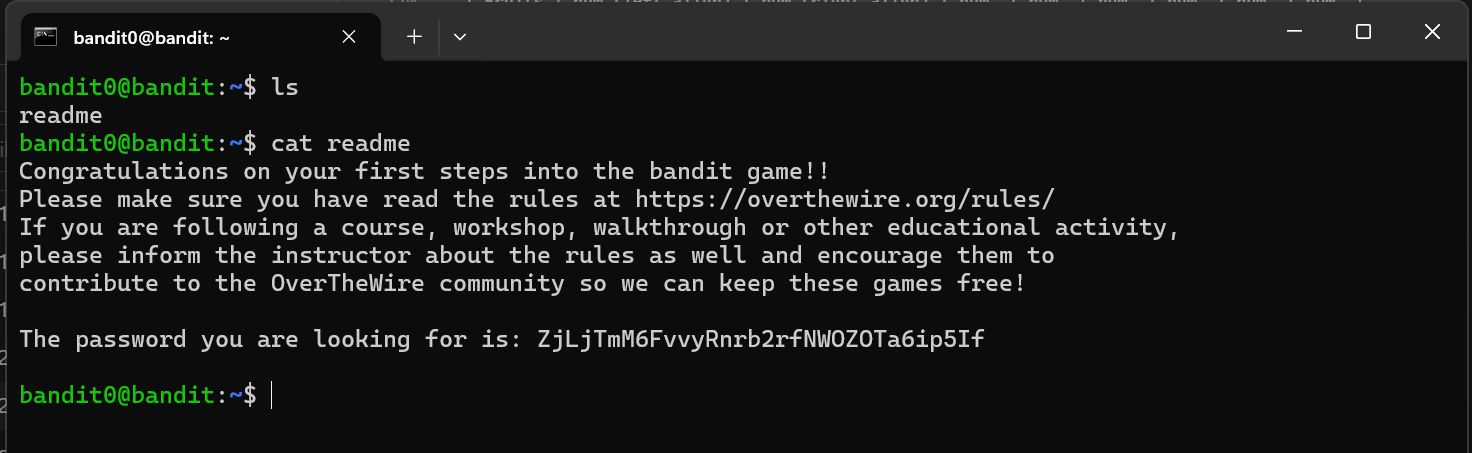 bandit0@bandit: ~
bandit0@bandit:~$ ls
readme
bandit0@bandit:~$ cat readme
Congratulations on your first steps into the bandit game!!
Please make sure you have read the rules at https://overthewire.org/rules/
If you are following a course, workshop, walkthrough or other educational activity,
please inform the instructor about the rules as well and encourage them to
contribute to the OverTheWire community so we can keep these games free!
The password you are looking for is: ZjLjTmM6FvvyRnrb2rfNWOZOTa6ip5If
bandit0@bandit:~$